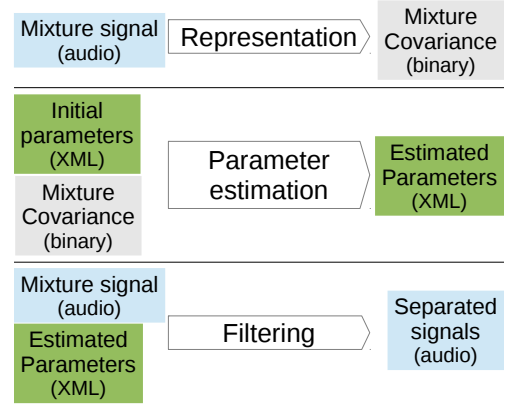 Mixture signal
(audio)
Representation
Mixture
Covariance
(binary)
Initial
parameters
(XML)
Mixture
Covariance
(binary)
Parameter
estimation
Estimated
Parameters
(XML)
Mixture signal
(audio)
Estimated
Parameters
(XML)
Filtering
Separated
signals
(audio)